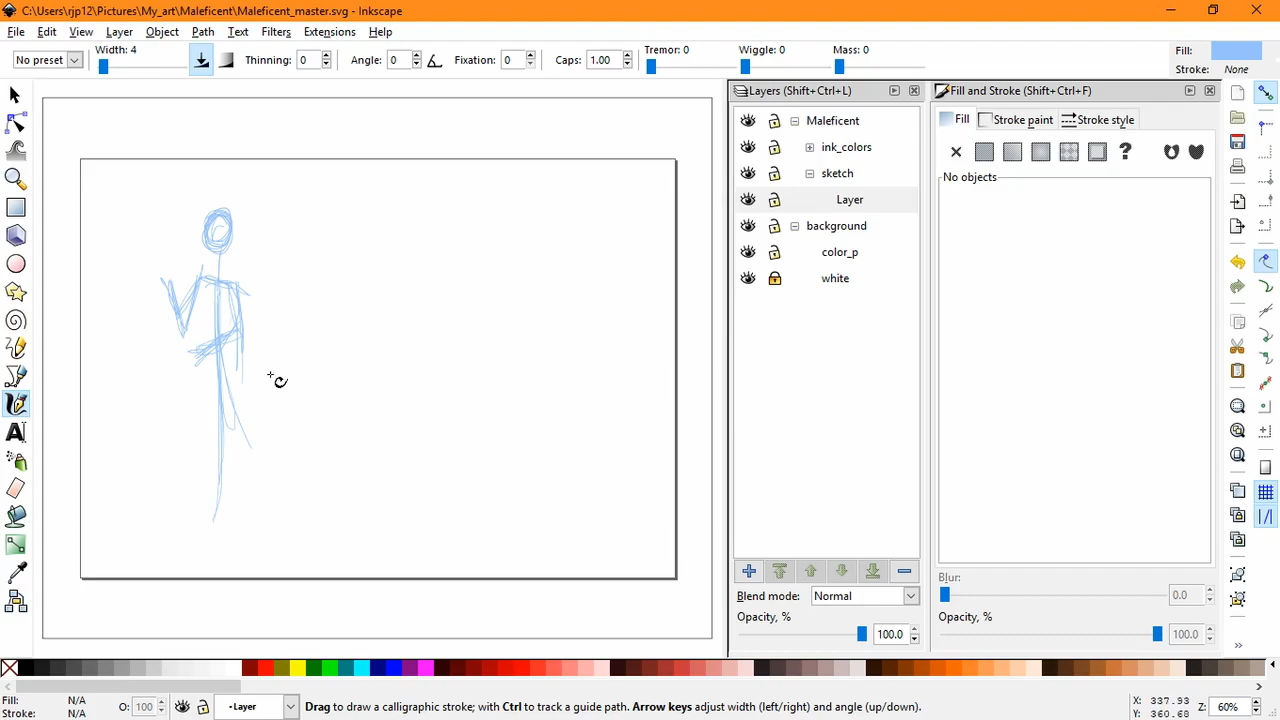 C:\Users\rjp12\Pictures\My_art\Maleficent\Maleficent_master.svg - Inkscape
File Edit View Layer Object Path Text Filters Extensions Help
No preset Width: 4 Thinning: 0 Angle: 0 Fixation: 0 Caps: 1.00 Tremor: 0 Wiggle: 0 Mass: 0 Fill:
Stroke: None
Layers (Shift+Ctrl+L)
Maleficent
ink_colors
sketch
Layer
background
color_p
white
Blend mode: Normal
Opacity, %
100.0
Fill and Stroke (Shift+Ctrl+F)
Fill Stroke paint Stroke style
?
No objects
Blur:
0.0
Opacity, %
100.0
Fill: N/A O: 100 Layer Drag to draw a calligraphic stroke; with Ctrl to track a guide path. Arrow keys adjust width (left/right) and angle (up/down). X: 337.93 Z: 60%
Stroke: N/A Y: 360.68